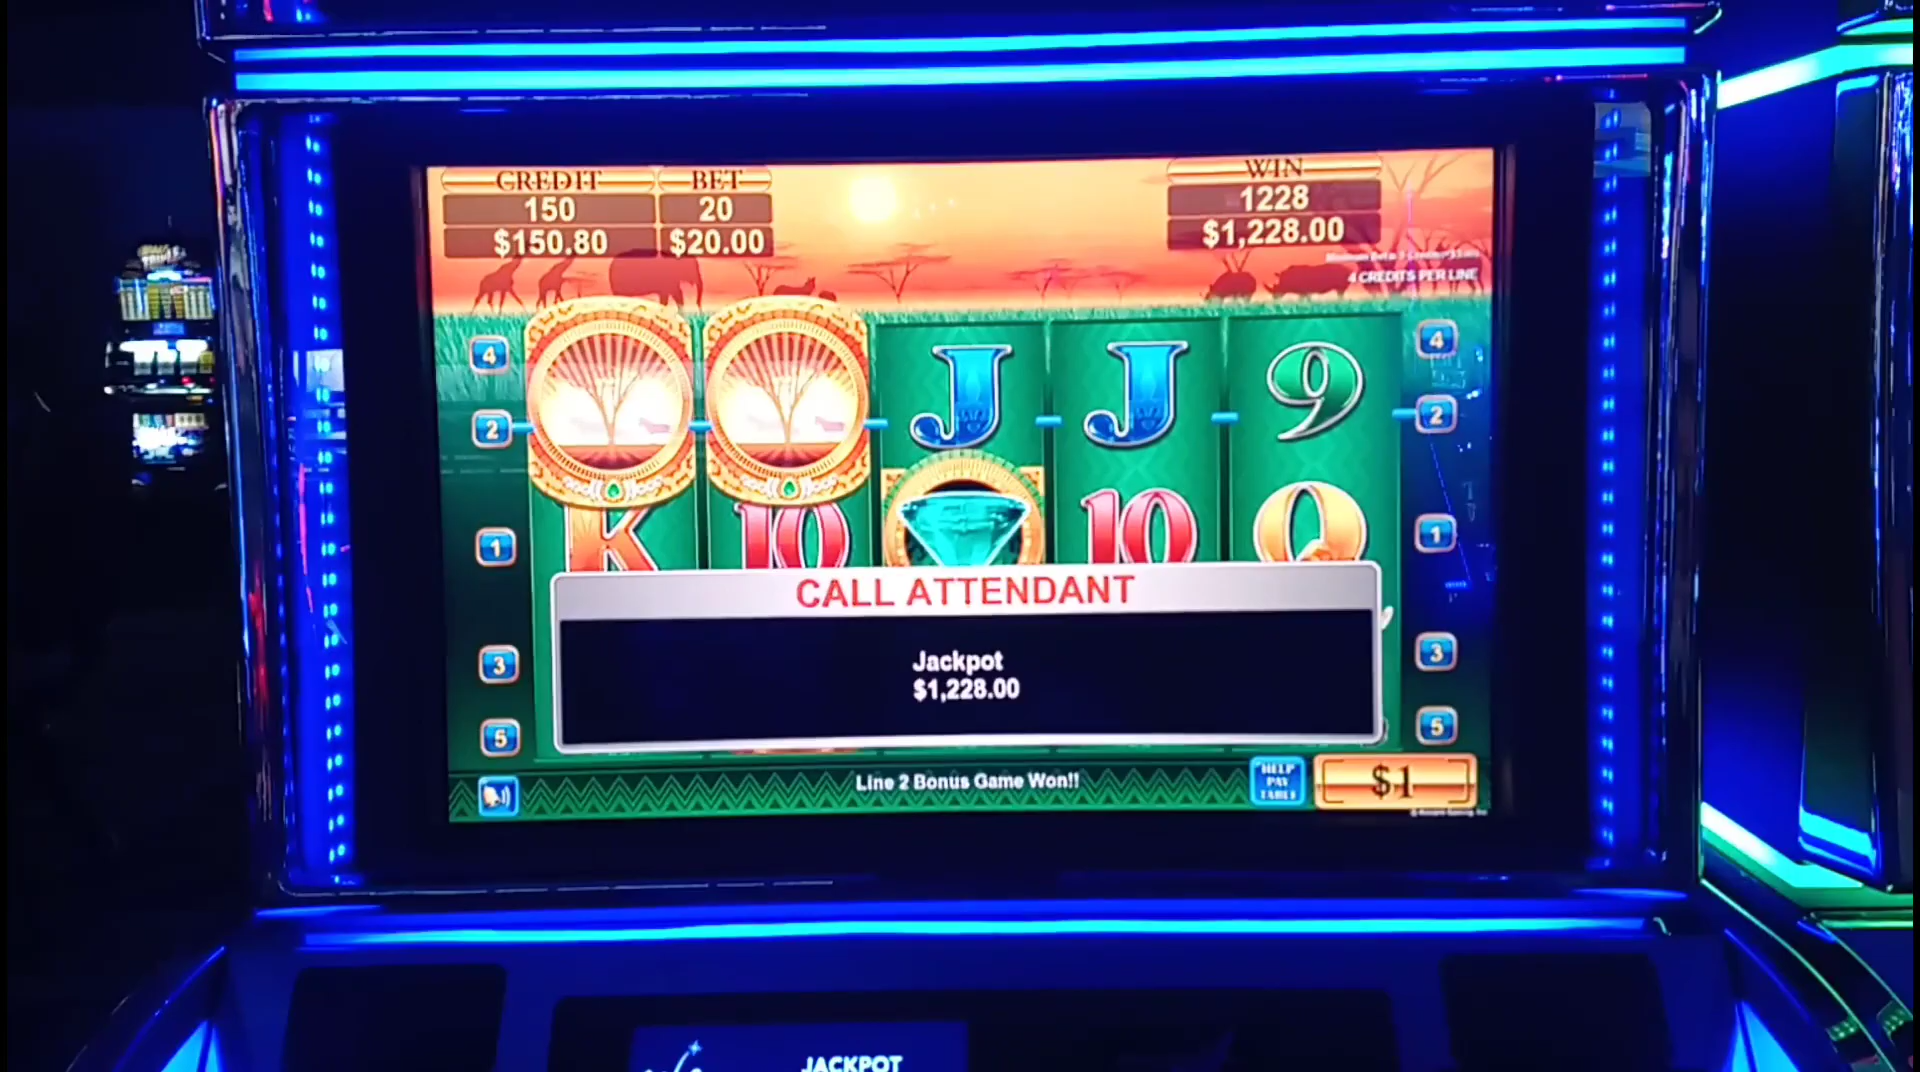 CREDIT
150
$150.80
BET
20
$20.00
WIN
1228
$1,228.00
4 CREDITS PER LINE
4
J
J
9
4
2
2
1
K
10
10
Q
1
CALL ATTENDANT
Jackpot
$1,228.00
3
3
5
5
Line 2 Bonus Game Won!!
HELP
PAY
TABLE
$1
JACKPOT